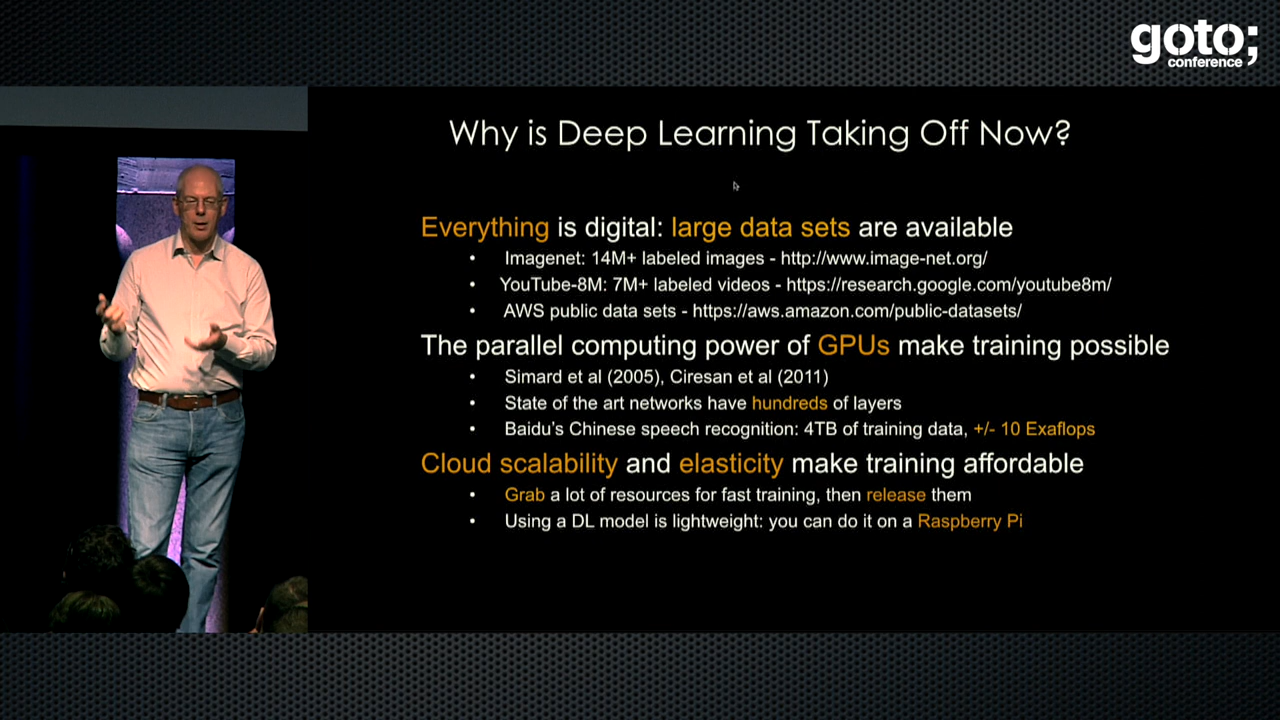 goto;
conference
Why is Deep Learning Taking Off Now?
Everything is digital: large data sets are available
• Imagenet: 14M+ labeled images - http://www.image-net.org/
• YouTube-8M: 7M+ labeled videos - https://research.google.com/youtube8m/
• AWS public data sets - https://aws.amazon.com/public-datasets/
The parallel computing power of GPUs make training possible
• Simard et al (2005), Ciresan et al (2011)
• State of the art networks have hundreds of layers
• Baidu's Chinese speech recognition: 4TB of training data, +/- 10 Exaflops
Cloud scalability and elasticity make training affordable
• Grab a lot of resources for fast training, then release them
• Using a DL model is lightweight: you can do it on a Raspberry Pi